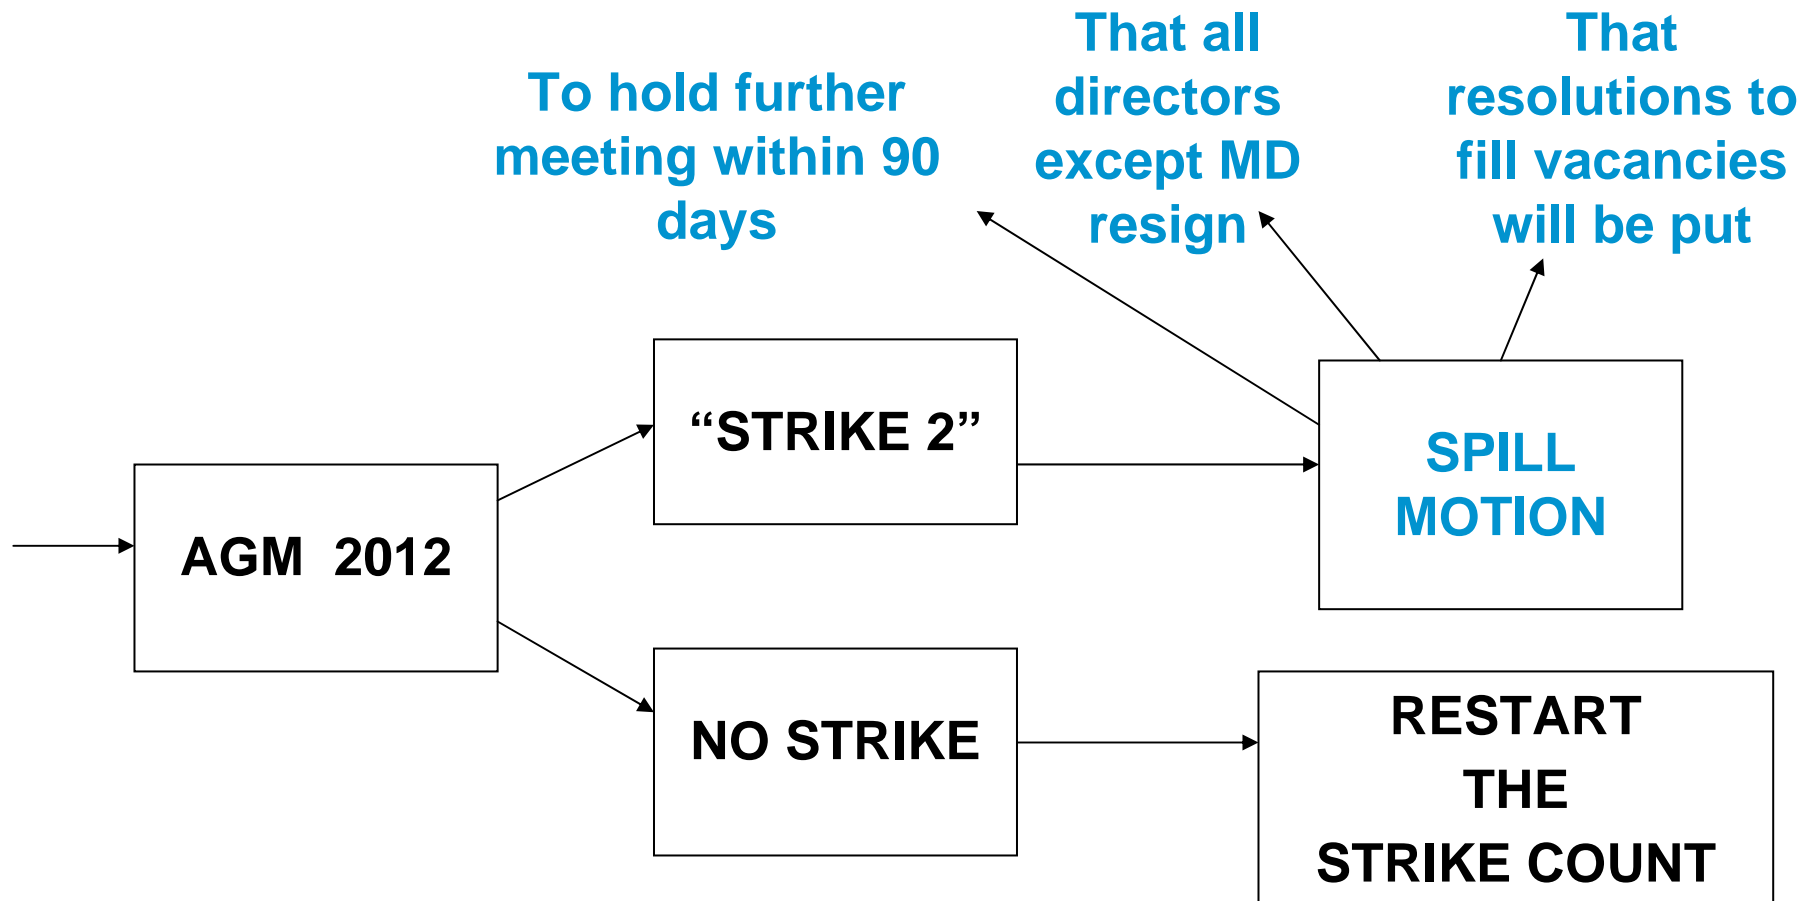 To hold further
meeting within 90
days
That all
directors
except MD
resign
That
resolutions to
fill vacancies
will be put
“STRIKE 2”
SPILL
MOTION
AGM  2012
NO STRIKE
RESTART
THE
STRIKE COUNT